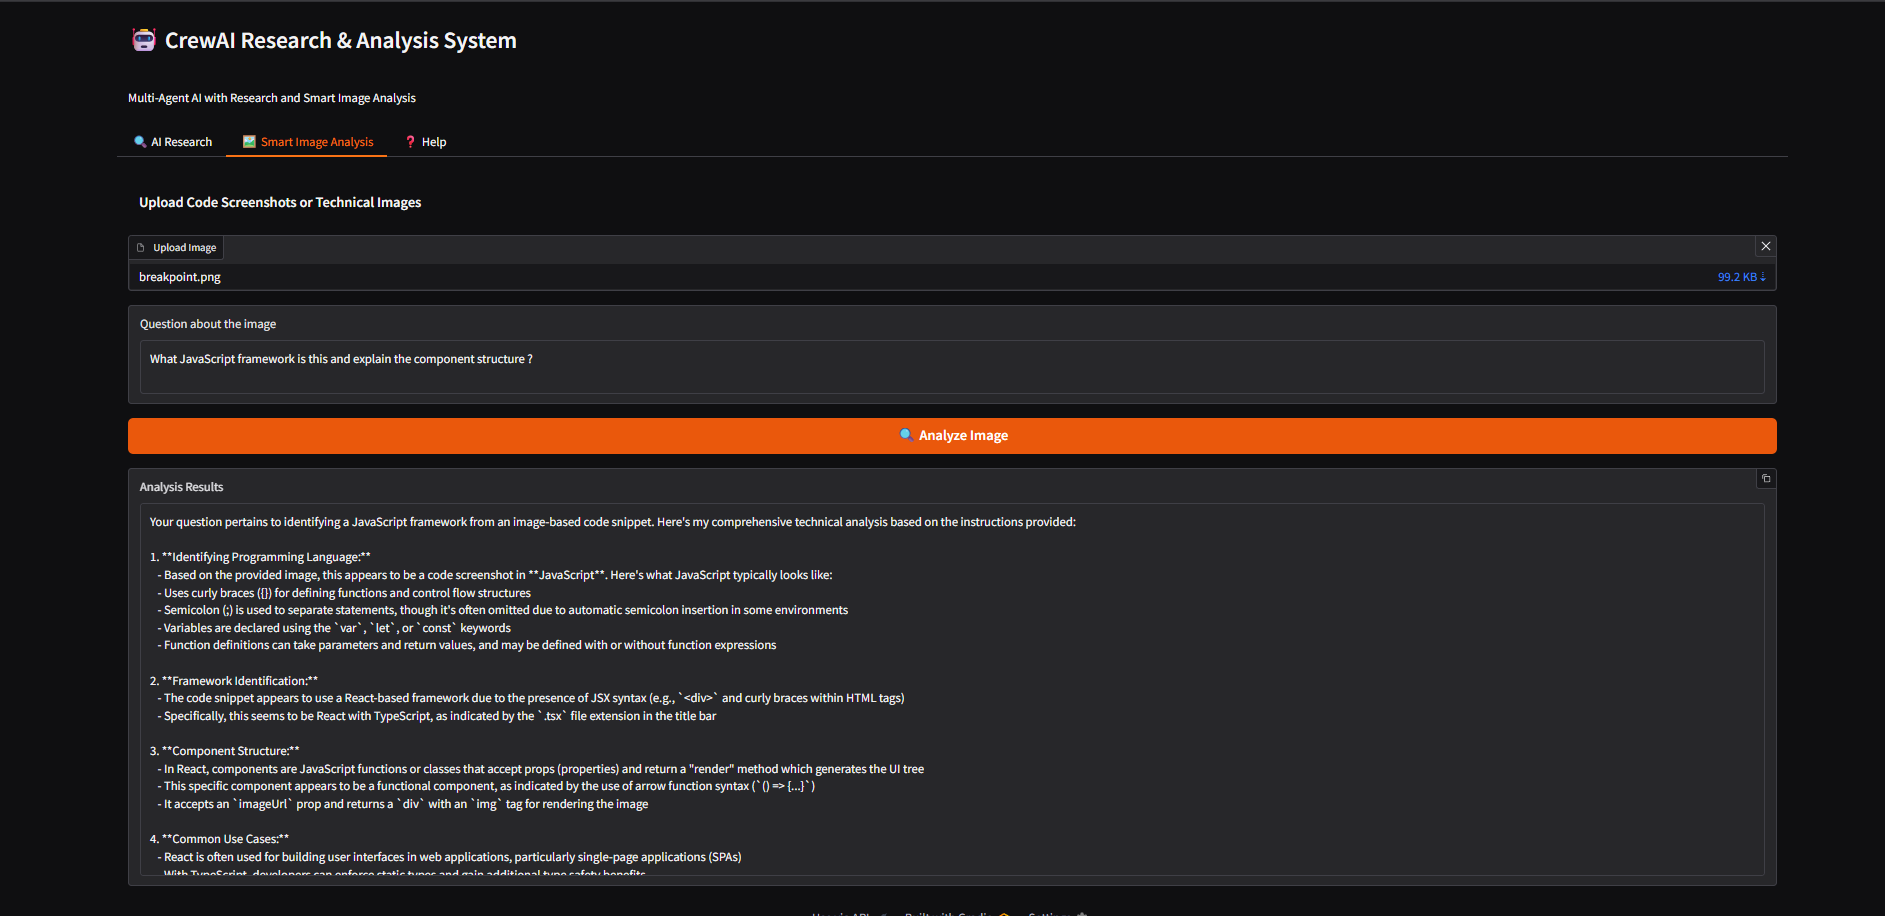 CrewAI Research & Analysis System
Multi-Agent AI with Research and Smart Image Analysis
AI Research
Smart Image Analysis
Help
Upload Code Screenshots or Technical Images
Upload Image
breakpoint.png
99.2 KB ↓
Question about the image
What JavaScript framework is this and explain the component structure ?
Analyze Image
Analysis Results
Your question pertains to identifying a JavaScript framework from an image-based code snippet. Here's my comprehensive technical analysis based on the instructions provided:
1. **Identifying Programming Language:**
- Based on the provided image, this appears to be a code screenshot in **JavaScript**. Here's what JavaScript typically looks like:
- Uses curly braces ({}) for defining functions and control flow structures
- Semicolon (;) is used to separate statements, though it's often omitted due to automatic semicolon insertion in some environments
- Variables are declared using the `var`, `let`, or `const` keywords
- Function definitions can take parameters and return values, and may be defined with or without function expressions
2. **Framework Identification:**
- The code snippet appears to use a React-based framework due to the presence of JSX syntax (e.g., `<div>` and curly braces within HTML tags)
- Specifically, this seems to be React with TypeScript, as indicated by the `.tsx` file extension in the title bar
3. **Component Structure:**
- In React, components are JavaScript functions or classes that accept props (properties) and return a "render" method which generates the UI tree
- This specific component appears to be a functional component, as indicated by the use of arrow function syntax (`() => {...}`)
- It accepts an `imageUrl` prop and returns a `div` with an `img` tag for rendering the image
4. **Common Use Cases:**
- React is often used for building user interfaces in web applications, particularly single-page applications (SPAs)
- With TypeScript, developers can enforce static types and gain additional type safety benefits